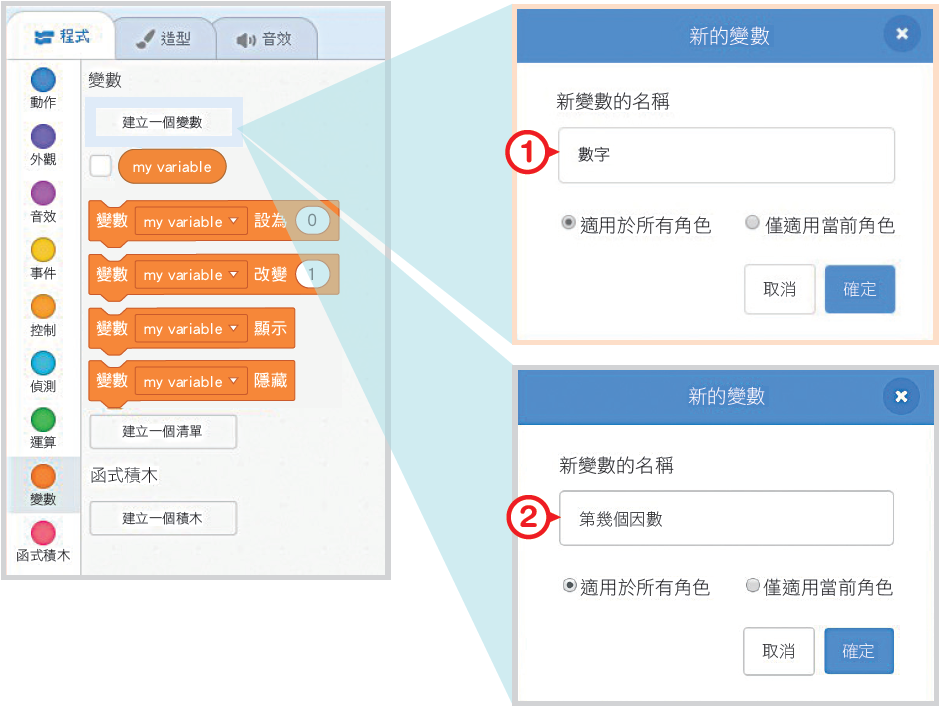 程式
造型
音效
動作
外觀
音效
事件
控制
偵測
運算
變數
函式積木
變數
建立一個變數
my variable
變數 my variable 設為 0
變數 my variable 改變 1
變數 my variable 顯示
變數 my variable 隱藏
建立一個清單
函式積木
建立一個積木
新的變數
新變數的名稱
1
數字
適用於所有角色 僅適用當前角色
取消 確定
新的變數
新變數的名稱
2
第幾個因數
適用於所有角色 僅適用當前角色
取消 確定